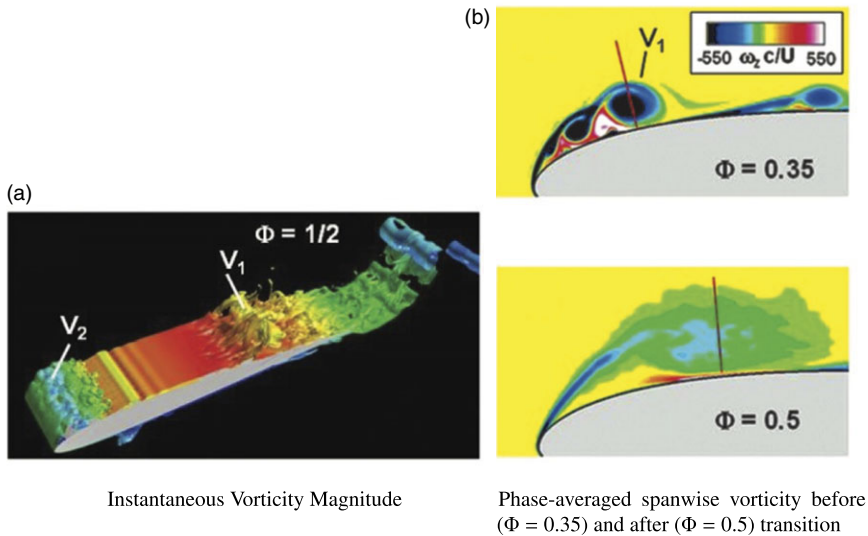 (a)
Φ = 1/2
V1
V2
Instantaneous Vorticity Magnitude
(b)
V1
-550 ωz c/U 550
Φ = 0.35
Φ = 0.5
Phase-averaged spanwise vorticity before
(Φ = 0.35) and after (Φ = 0.5) transition